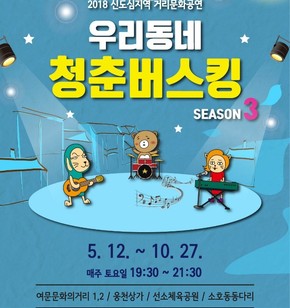 2018 신도심지역 거리문화공연
우리동네
청춘버스킹
SEASON 3
5. 12. ~ 10. 27.
매주 토요일 19:30 ~ 21:30
여문문화의거리 1,2 / 웅천상가 / 선소체육공원 / 소호동동다리